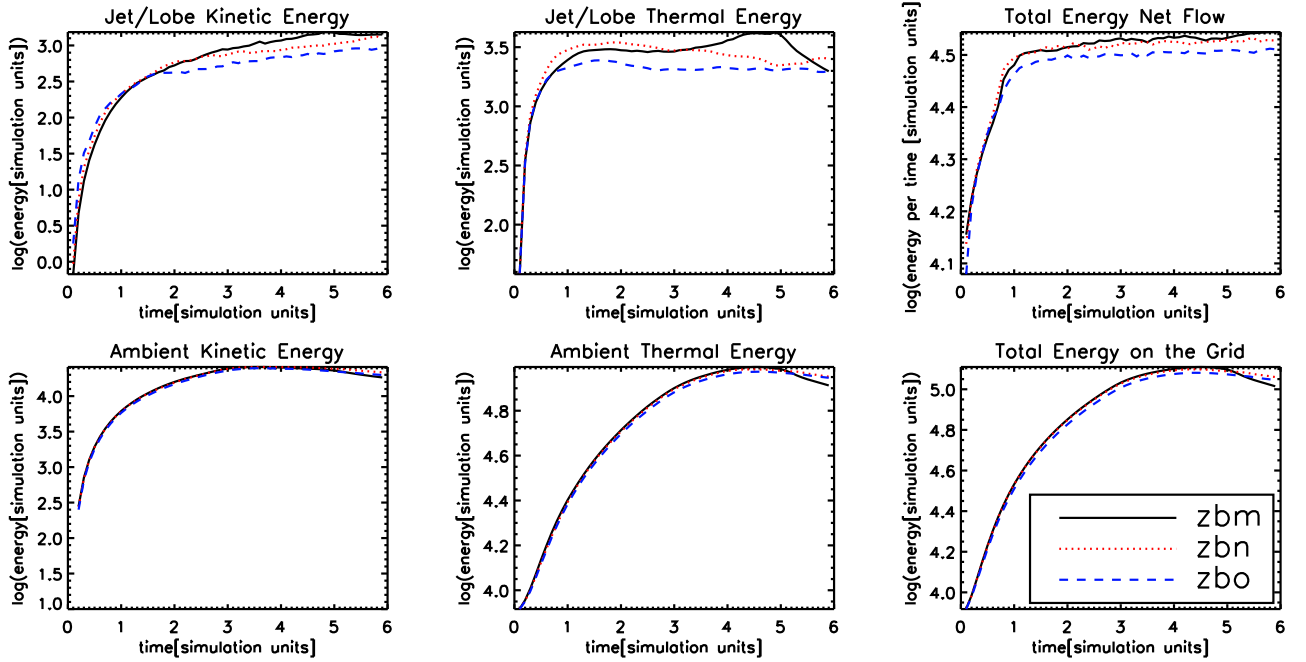 Jet/Lobe Kinetic Energy
log(energy[simulation units])
3.0
2.5
2.0
1.5
1.0
0.5
0.0
0 1 2 3 4 5 6
time[simulation units]
Jet/Lobe Thermal Energy
log(energy[simulation units])
3.5
3.0
2.5
2.0
0 1 2 3 4 5 6
time[simulation units]
Total Energy Net Flow
log(energy per time [simulation units]
4.5
4.4
4.3
4.2
4.1
0 1 2 3 4 5 6
time[simulation units]
Ambient Kinetic Energy
log(energy[simulation units])
4.0
3.5
3.0
2.5
2.0
1.5
1.0
0 1 2 3 4 5 6
time[simulation units]
Ambient Thermal Energy
log(energy[simulation units])
4.8
4.6
4.4
4.2
4.0
0 1 2 3 4 5 6
time[simulation units]
Total Energy on the Grid
log(energy[simulation units])
5.0
4.8
4.6
4.4
4.2
4.0
0 1 2 3 4 5 6
time[simulation units]
zbm
zbn
zbo